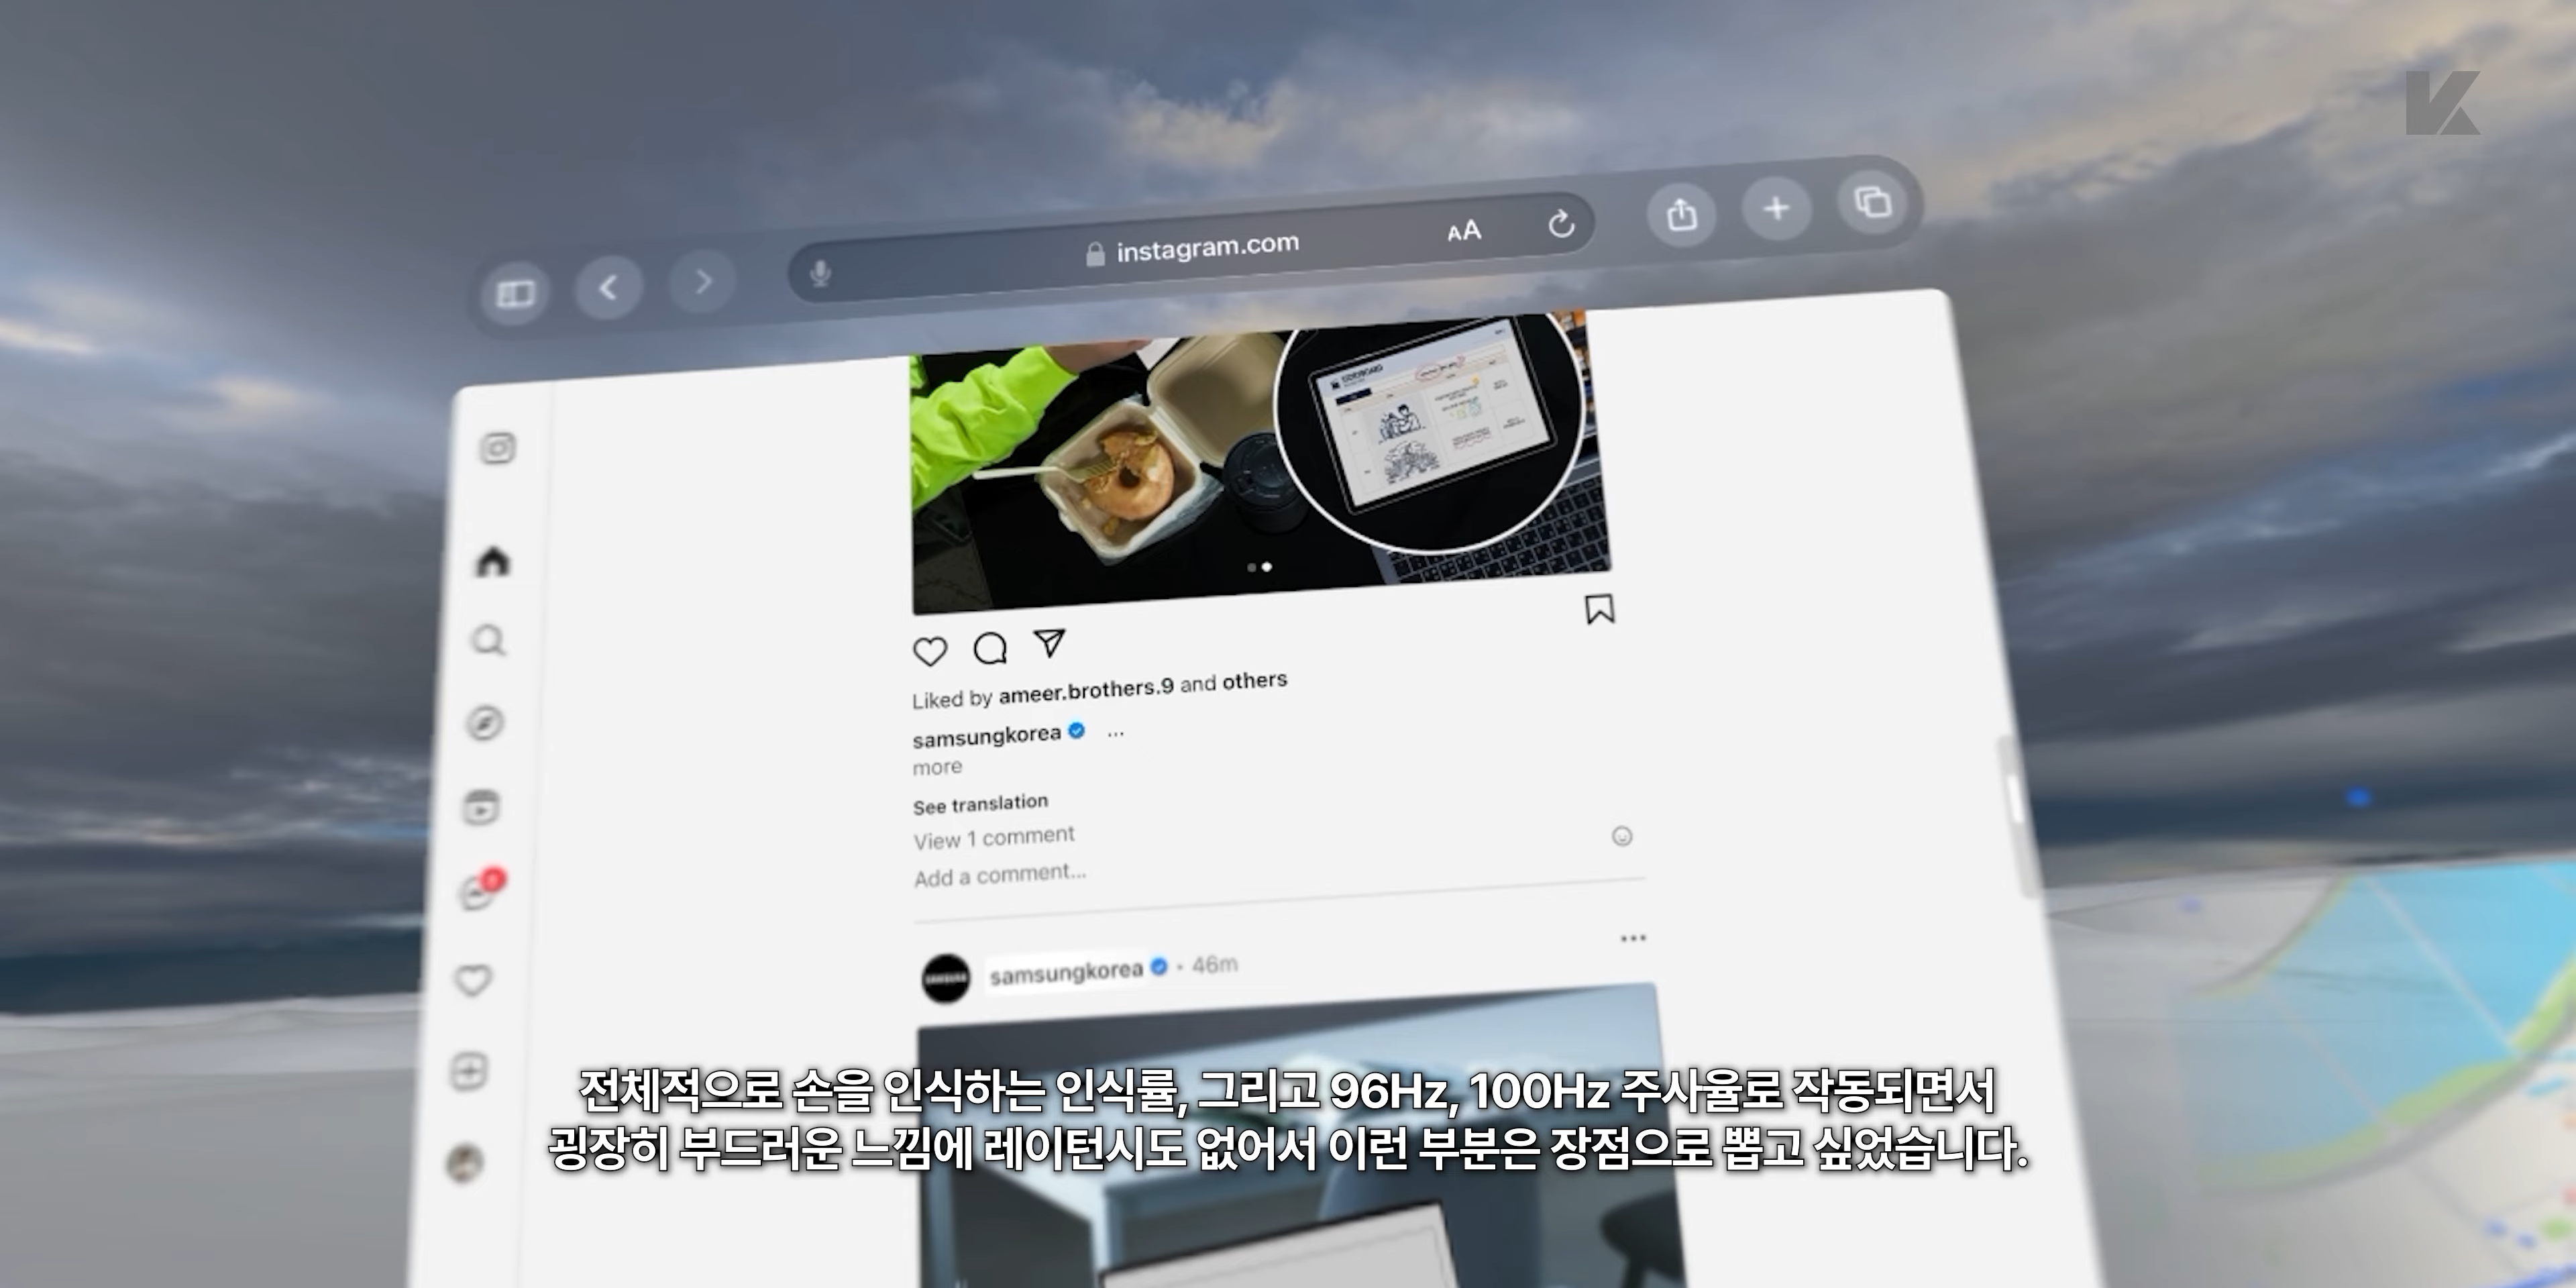 instagram.com
AA
Liked by ameer.brothers.9 and others
samsungkorea ...
more
See translation
View 1 comment
Add a comment...
samsungkorea • 46m
전체적으로 손을 인식하는 인식률, 그리고 96Hz, 100Hz 주사율로 작동되면서
굉장히 부드러운 느낌에 레이턴시도 없어서 이런 부분은 장점으로 뽑고 싶었습니다.